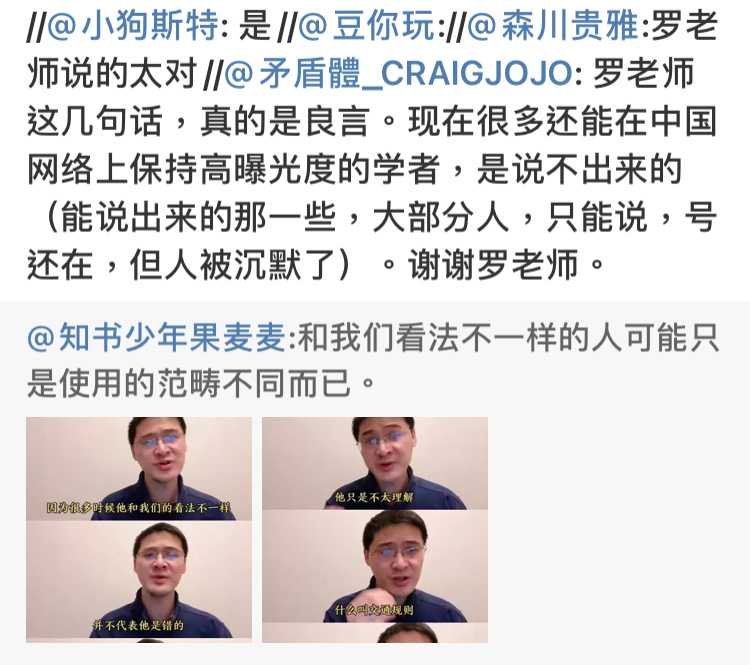 //@小狗斯特: 是//@豆你玩://@森川贵雅:罗老
师说的太对//@矛盾體_CRAIGJOJO: 罗老师
这几句话，真的是良言。现在很多还能在中国
网络上保持高曝光度的学者，是说不出来的
（能说出来的那一些，大部分人，只能说，号
还在，但人被沉默了）。谢谢罗老师。
@知书少年果麦麦:和我们看法不一样的人可能只
是使用的范畴不同而已。
因为很多时候他和我们的看法不一样
并不代表他是错的
他只是不太理解
什么叫交通规则